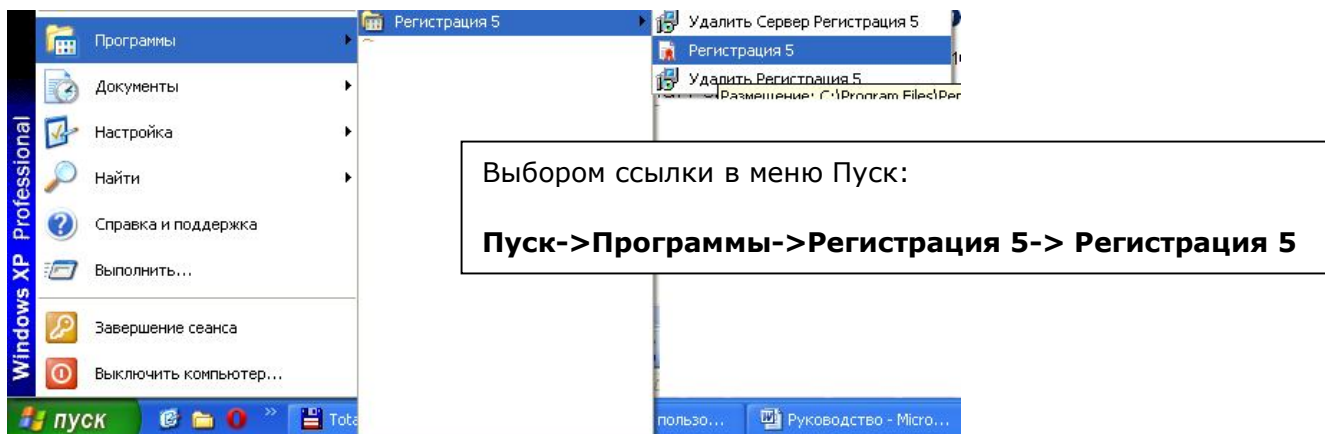 Программы
Документы
Настройка
Найти
Справка и поддержка
Выполнить...
Завершение сеанса
Выключить компьютер...
Windows XP Professional
Регистрация 5
Удалить Сервер Регистрация 5
Регистрация 5
Удалить Регистрация 5
Размещение: C:\Program Files\Рег
Выбором ссылки в меню Пуск:
Пуск->Программы->Регистрация 5-> Регистрация 5
пуск
Tota
пользо...
Руководство - Micro...